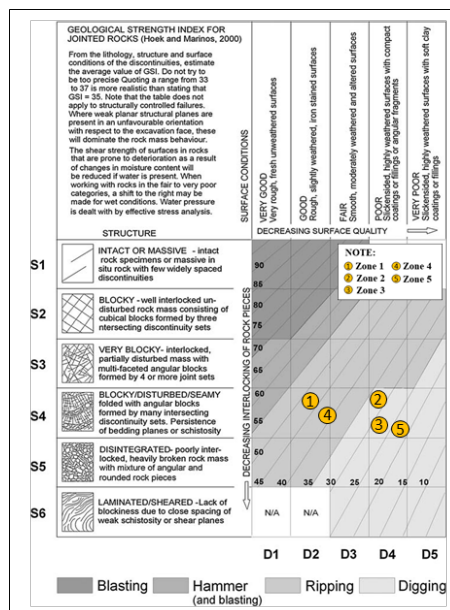 GEOLOGICAL STRENGTH INDEX FOR
JOINTED ROCKS (Hoek and Marinos, 2000)
From the lithology, structure and surface
conditions of the discontinuities, estimate
the average value of GSI. Do not try to
be too precise Quoting a range from 33
to 37 is more realistic than stating that
GSI = 35. Note that the table does not
apply to structurally controlled failures.
Where weak planar structural planes are
present in an unfavourable orientation
with respect to the excavation face, these
will dominate the rock mass behaviour.
The shear strength of surfaces in rocks
that are prone to deterioration as a result
of changes in moisture content will be
reduced if water is present. When
working with rocks in the fair to very poor
categories, a shift to the right may be
made for wet conditions. Water pressure
is dealt with by effective stress analysis.
SURFACE CONDITIONS
VERY GOOD
Very rough, fresh unweathered surfaces
GOOD
Rough, slightly weathered, iron stained surfaces
FAIR
Smooth, moderately weathered and altered surfaces
POOR
Slickensided, highly weathered surfaces with compact
coatings or fillings or angular fragments
VERY POOR
Slickensided, highly weathered surfaces with soft clay
coatings or fillings
STRUCTURE
DECREASING SURFACE QUALITY
DECREASING INTERLOCKING OF ROCK PIECES
S1
INTACT OR MASSIVE - intact
rock specimens or massive in
situ rock with few widely spaced
discontinuities
S2
BLOCKY - well interlocked un-
disturbed rock mass consisting
of cubical blocks formed by three
ntersecting discontinuity sets
S3
VERY BLOCKY- interlocked,
partially disturbed mass with
multi-faceted angular blocks
formed by 4 or more joint sets
S4
BLOCKY/DISTURBED/SEAMY
folded with angular blocks
formed by many intersecting
discontinuity sets. Persistence
of bedding planes or schistosity
S5
DISINTEGRATED- poorly inter-
locked, heavily broken rock mass
with mixture of angular and
rounded rock pieces
S6
LAMINATED/SHEARED -Lack of
blockiness due to close spacing of
weak schistosity or shear planes
NOTE:
1 Zone 1 4 Zone 4
2 Zone 2 5 Zone 5
3 Zone 3
90
85
80
75
70
65
60 60
1 2
4
55 55
3 5
50
45 40 35 30 25 20 15 10
N/A N/A
D1 D2 D3 D4 D5
Blasting Hammer Ripping Digging
(and blasting)